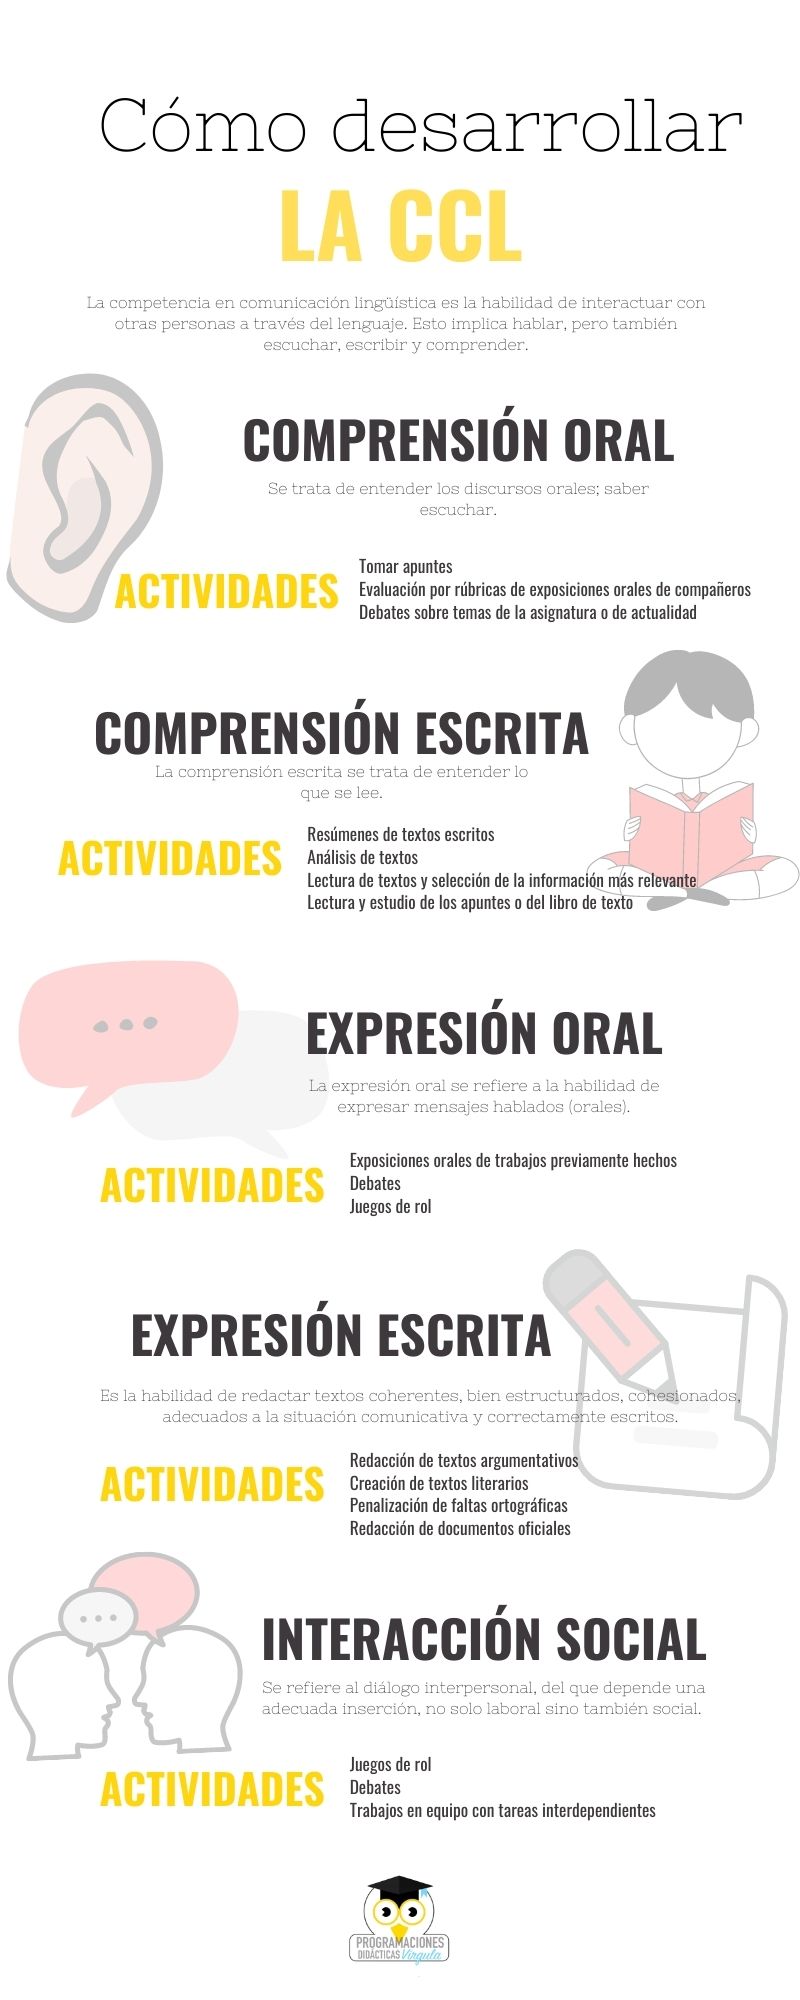 Cómo desarrollar
LA CCL
La competencia en comunicación lingüística es la habilidad de interactuar con
otras personas a través del lenguaje. Esto implica hablar, pero también
escuchar, escribir y comprender.
COMPRENSIÓN ORAL
Se trata de entender los discursos orales; saber
escuchar.
ACTIVIDADES
Tomar apuntes
Evaluación por rúbricas de exposiciones orales de compañeros
Debates sobre temas de la asignatura o de actualidad
COMPRENSIÓN ESCRITA
La comprensión escrita se trata de entender lo
que se lee.
ACTIVIDADES
Resúmenes de textos escritos
Análisis de textos
Lectura de textos y selección de la información más relevante
Lectura y estudio de los apuntes o del libro de texto
EXPRESIÓN ORAL
La expresión oral se refiere a la habilidad de
expresar mensajes hablados (orales).
ACTIVIDADES
Exposiciones orales de trabajos previamente hechos
Debates
Juegos de rol
EXPRESIÓN ESCRITA
Es la habilidad de redactar textos coherentes, bien estructurados, cohesionados,
adecuados a la situación comunicativa y correctamente escritos.
ACTIVIDADES
Redacción de textos argumentativos
Creación de textos literarios
Penalización de faltas ortográficas
Redacción de documentos oficiales
INTERACCIÓN SOCIAL
Se refiere al diálogo interpersonal, del que depende una
adecuada inserción, no solo laboral sino también social.
ACTIVIDADES
Juegos de rol
Debates
Trabajos en equipo con tareas interdependientes
PROGRAMACIONES
DIDÁCTICAS Vírgula